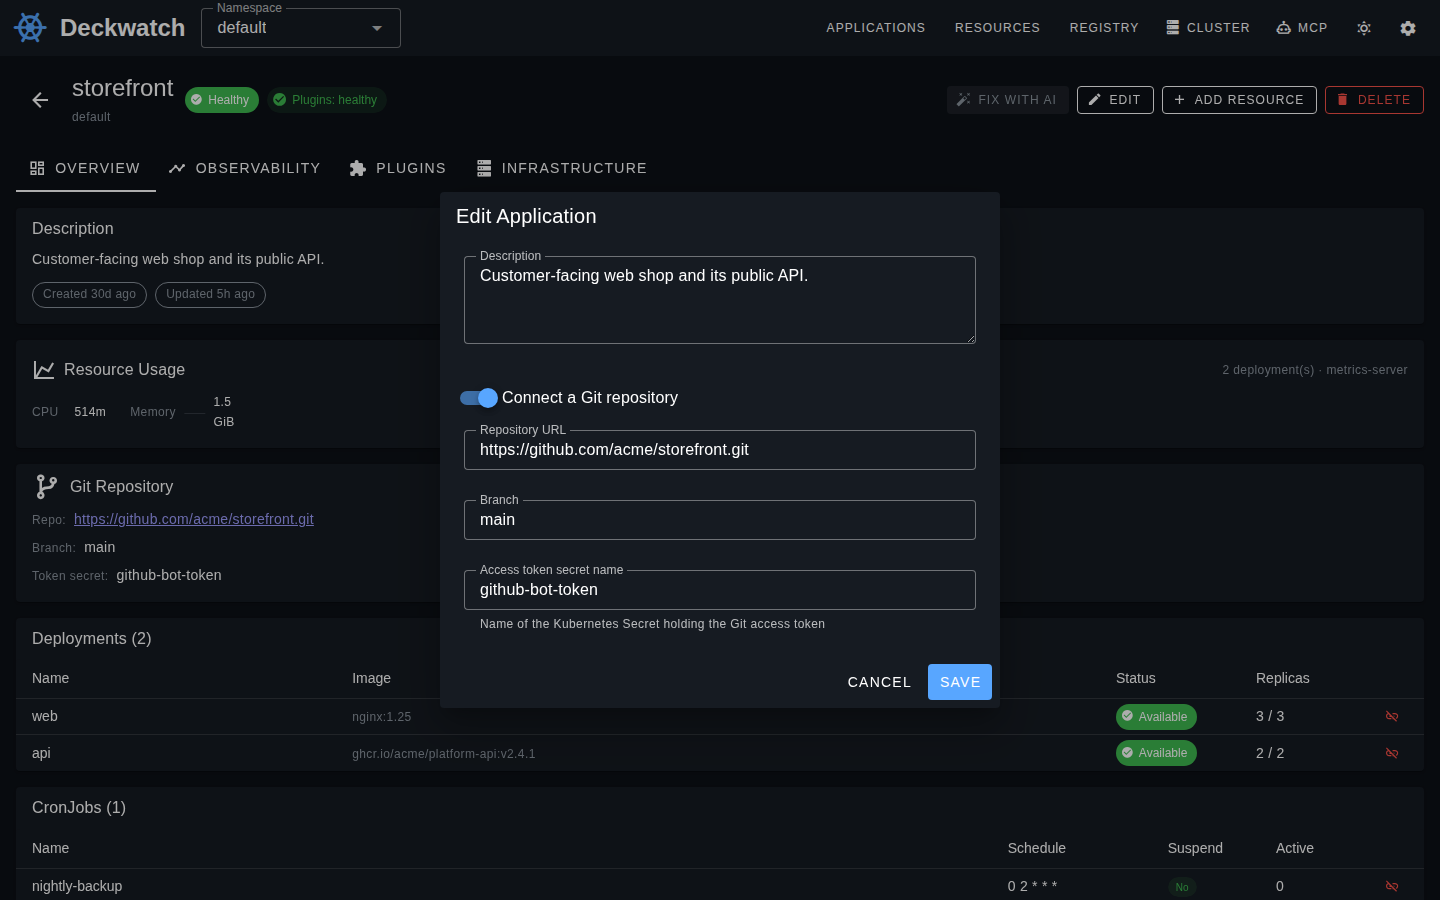 Deckwatch
Namespace
default
APPLICATIONS
RESOURCES
REGISTRY
CLUSTER
MCP
storefront
default
Healthy
Plugins: healthy
FIX WITH AI
EDIT
ADD RESOURCE
DELETE
OVERVIEW
OBSERVABILITY
PLUGINS
INFRASTRUCTURE
Description
Customer-facing web shop and its public API.
Created 30d ago
Updated 5h ago
Resource Usage
2 deployment(s) · metrics-server
CPU 514m Memory 1.5 GiB
Git Repository
Repo: https://github.com/acme/storefront.git
Branch: main
Token secret: github-bot-token
Edit Application
Description
Customer-facing web shop and its public API.
Connect a Git repository
Repository URL
https://github.com/acme/storefront.git
Branch
main
Access token secret name
github-bot-token
Name of the Kubernetes Secret holding the Git access token
CANCEL
SAVE
Deployments (2)
Name Image Status Replicas
web nginx:1.25 Available 3 / 3
api ghcr.io/acme/platform-api:v2.4.1 Available 2 / 2
CronJobs (1)
Name Schedule Suspend Active
nightly-backup 0 2 * * * No 0